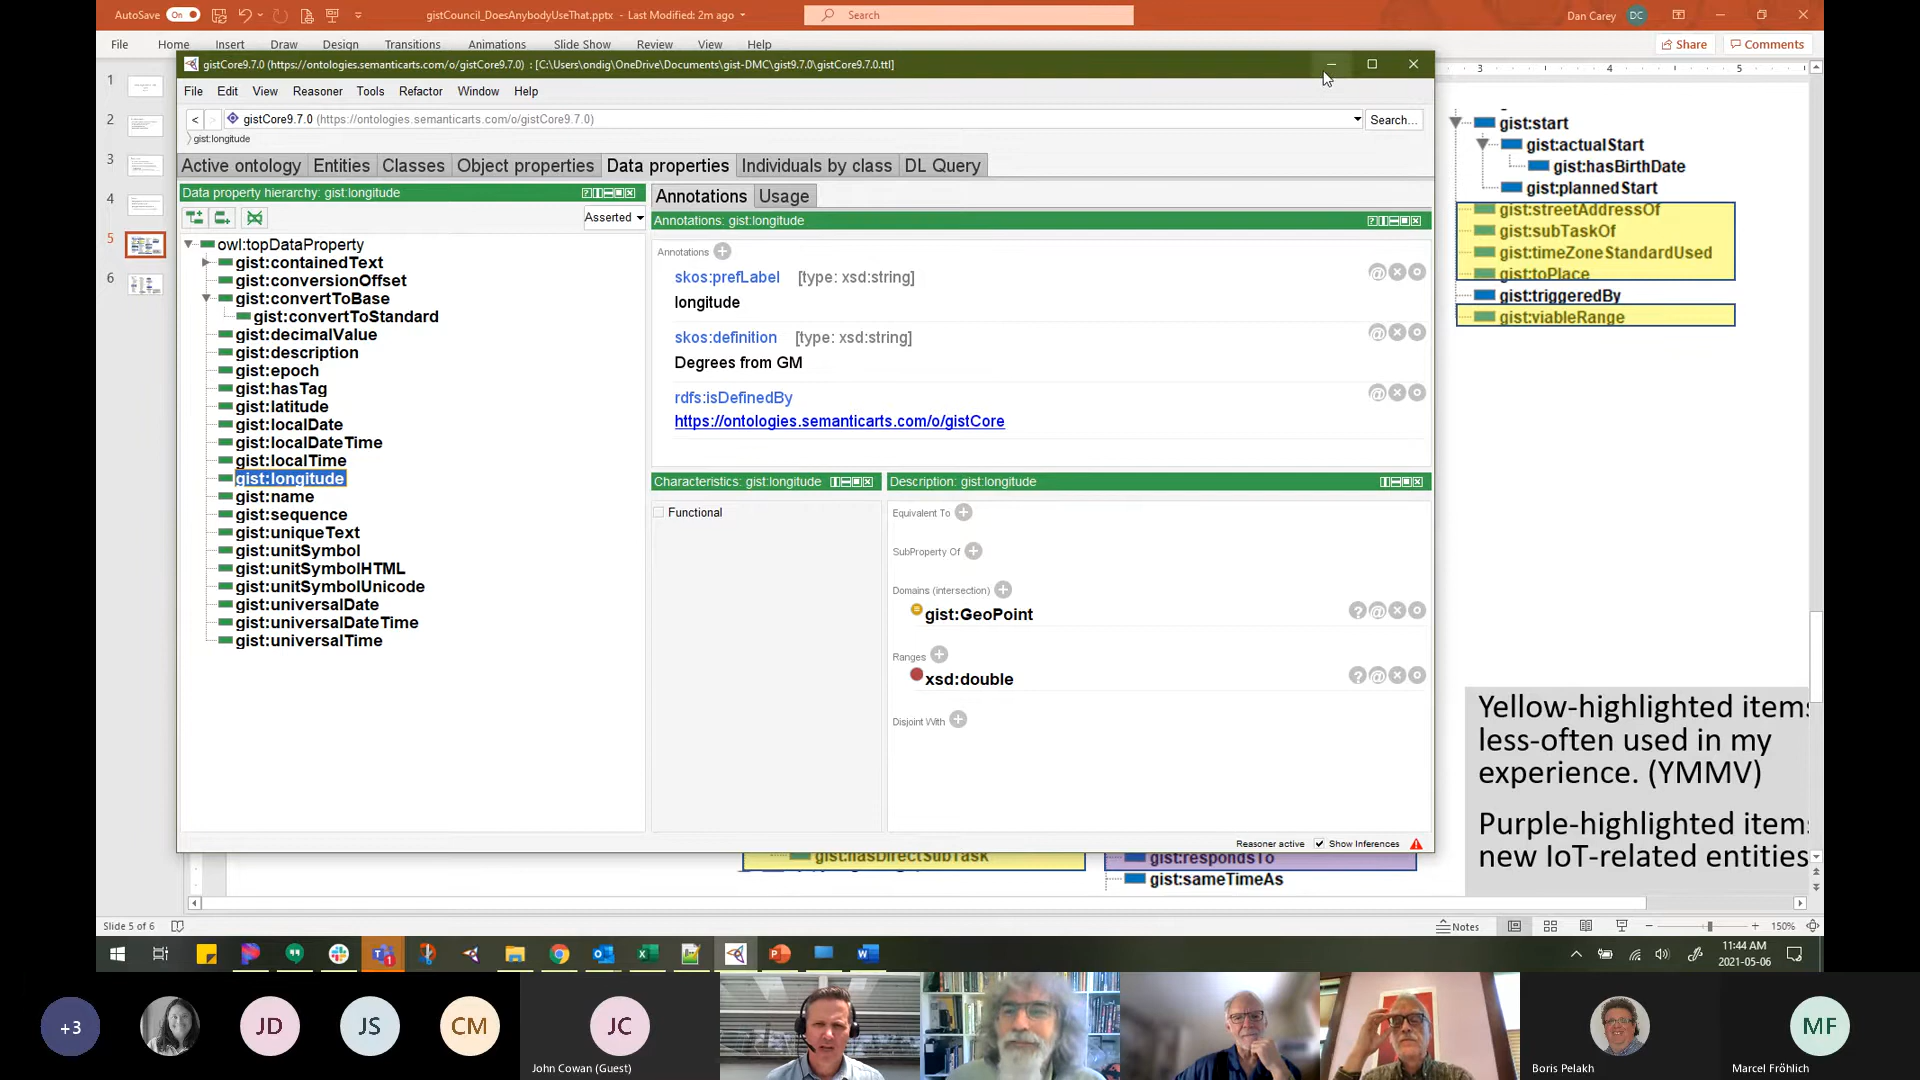 AutoSave On
gistCouncil_DoesAnybodyUseThat.pptx - Last Modified: 2m ago
Search
Dan Carey DC
File Home Insert Draw Design Transitions Animations Slide Show Review View Help
Share Comments
gistCore9.7.0 (https://ontologies.semanticarts.com/o/gistCore9.7.0) : [C:\Users\ondig\OneDrive\Documents\gist-DMC\gist9.7.0\gistCore9.7.0.ttl]
File Edit View Reasoner Tools Refactor Window Help
< > gistCore9.7.0 (https://ontologies.semanticarts.com/o/gistCore9.7.0)
Search...
gist:longitude
Active ontology Entities Classes Object properties Data properties Individuals by class DL Query
Data property hierarchy: gist:longitude
Asserted
owl:topDataProperty
gist:containedText
gist:conversionOffset
gist:convertToBase
gist:convertToStandard
gist:decimalValue
gist:description
gist:epoch
gist:hasTag
gist:latitude
gist:localDate
gist:localDateTime
gist:localTime
gist:longitude
gist:name
gist:sequence
gist:uniqueText
gist:unitSymbol
gist:unitSymbolHTML
gist:unitSymbolUnicode
gist:universalDate
gist:universalDateTime
gist:universalTime
Annotations Usage
Annotations: gist:longitude
Annotations
skos:prefLabel [type: xsd:string]
longitude
skos:definition [type: xsd:string]
Degrees from GM
rdfs:isDefinedBy
https://ontologies.semanticarts.com/o/gistCore
Characteristics: gist:longitude
Functional
Description: gist:longitude
Equivalent To
SubProperty Of
Domains (intersection)
gist:GeoPoint
Ranges
xsd:double
Disjoint With
Reasoner active Show Inferences
1
2
3
4
5
6
3 4 5
gist:start
gist:actualStart
gist:hasBirthDate
gist:plannedStart
gist:streetAddressOf
gist:subTaskOf
gist:timeZoneStandardUsed
gist:toPlace
gist:triggeredBy
gist:viableRange
Yellow-highlighted items
less-often used in my
experience. (YMMV)
Purple-highlighted items
new IoT-related entities
gist:hasDirectSubTask
gist:respondsTo
gist:sameTimeAs
Slide 5 of 6
Notes
150%
11:44 AM
2021-05-06
+3
JD
JS
CM
JC
John Cowan (Guest)
Boris Pelakh
MF
Marcel Fröhlich